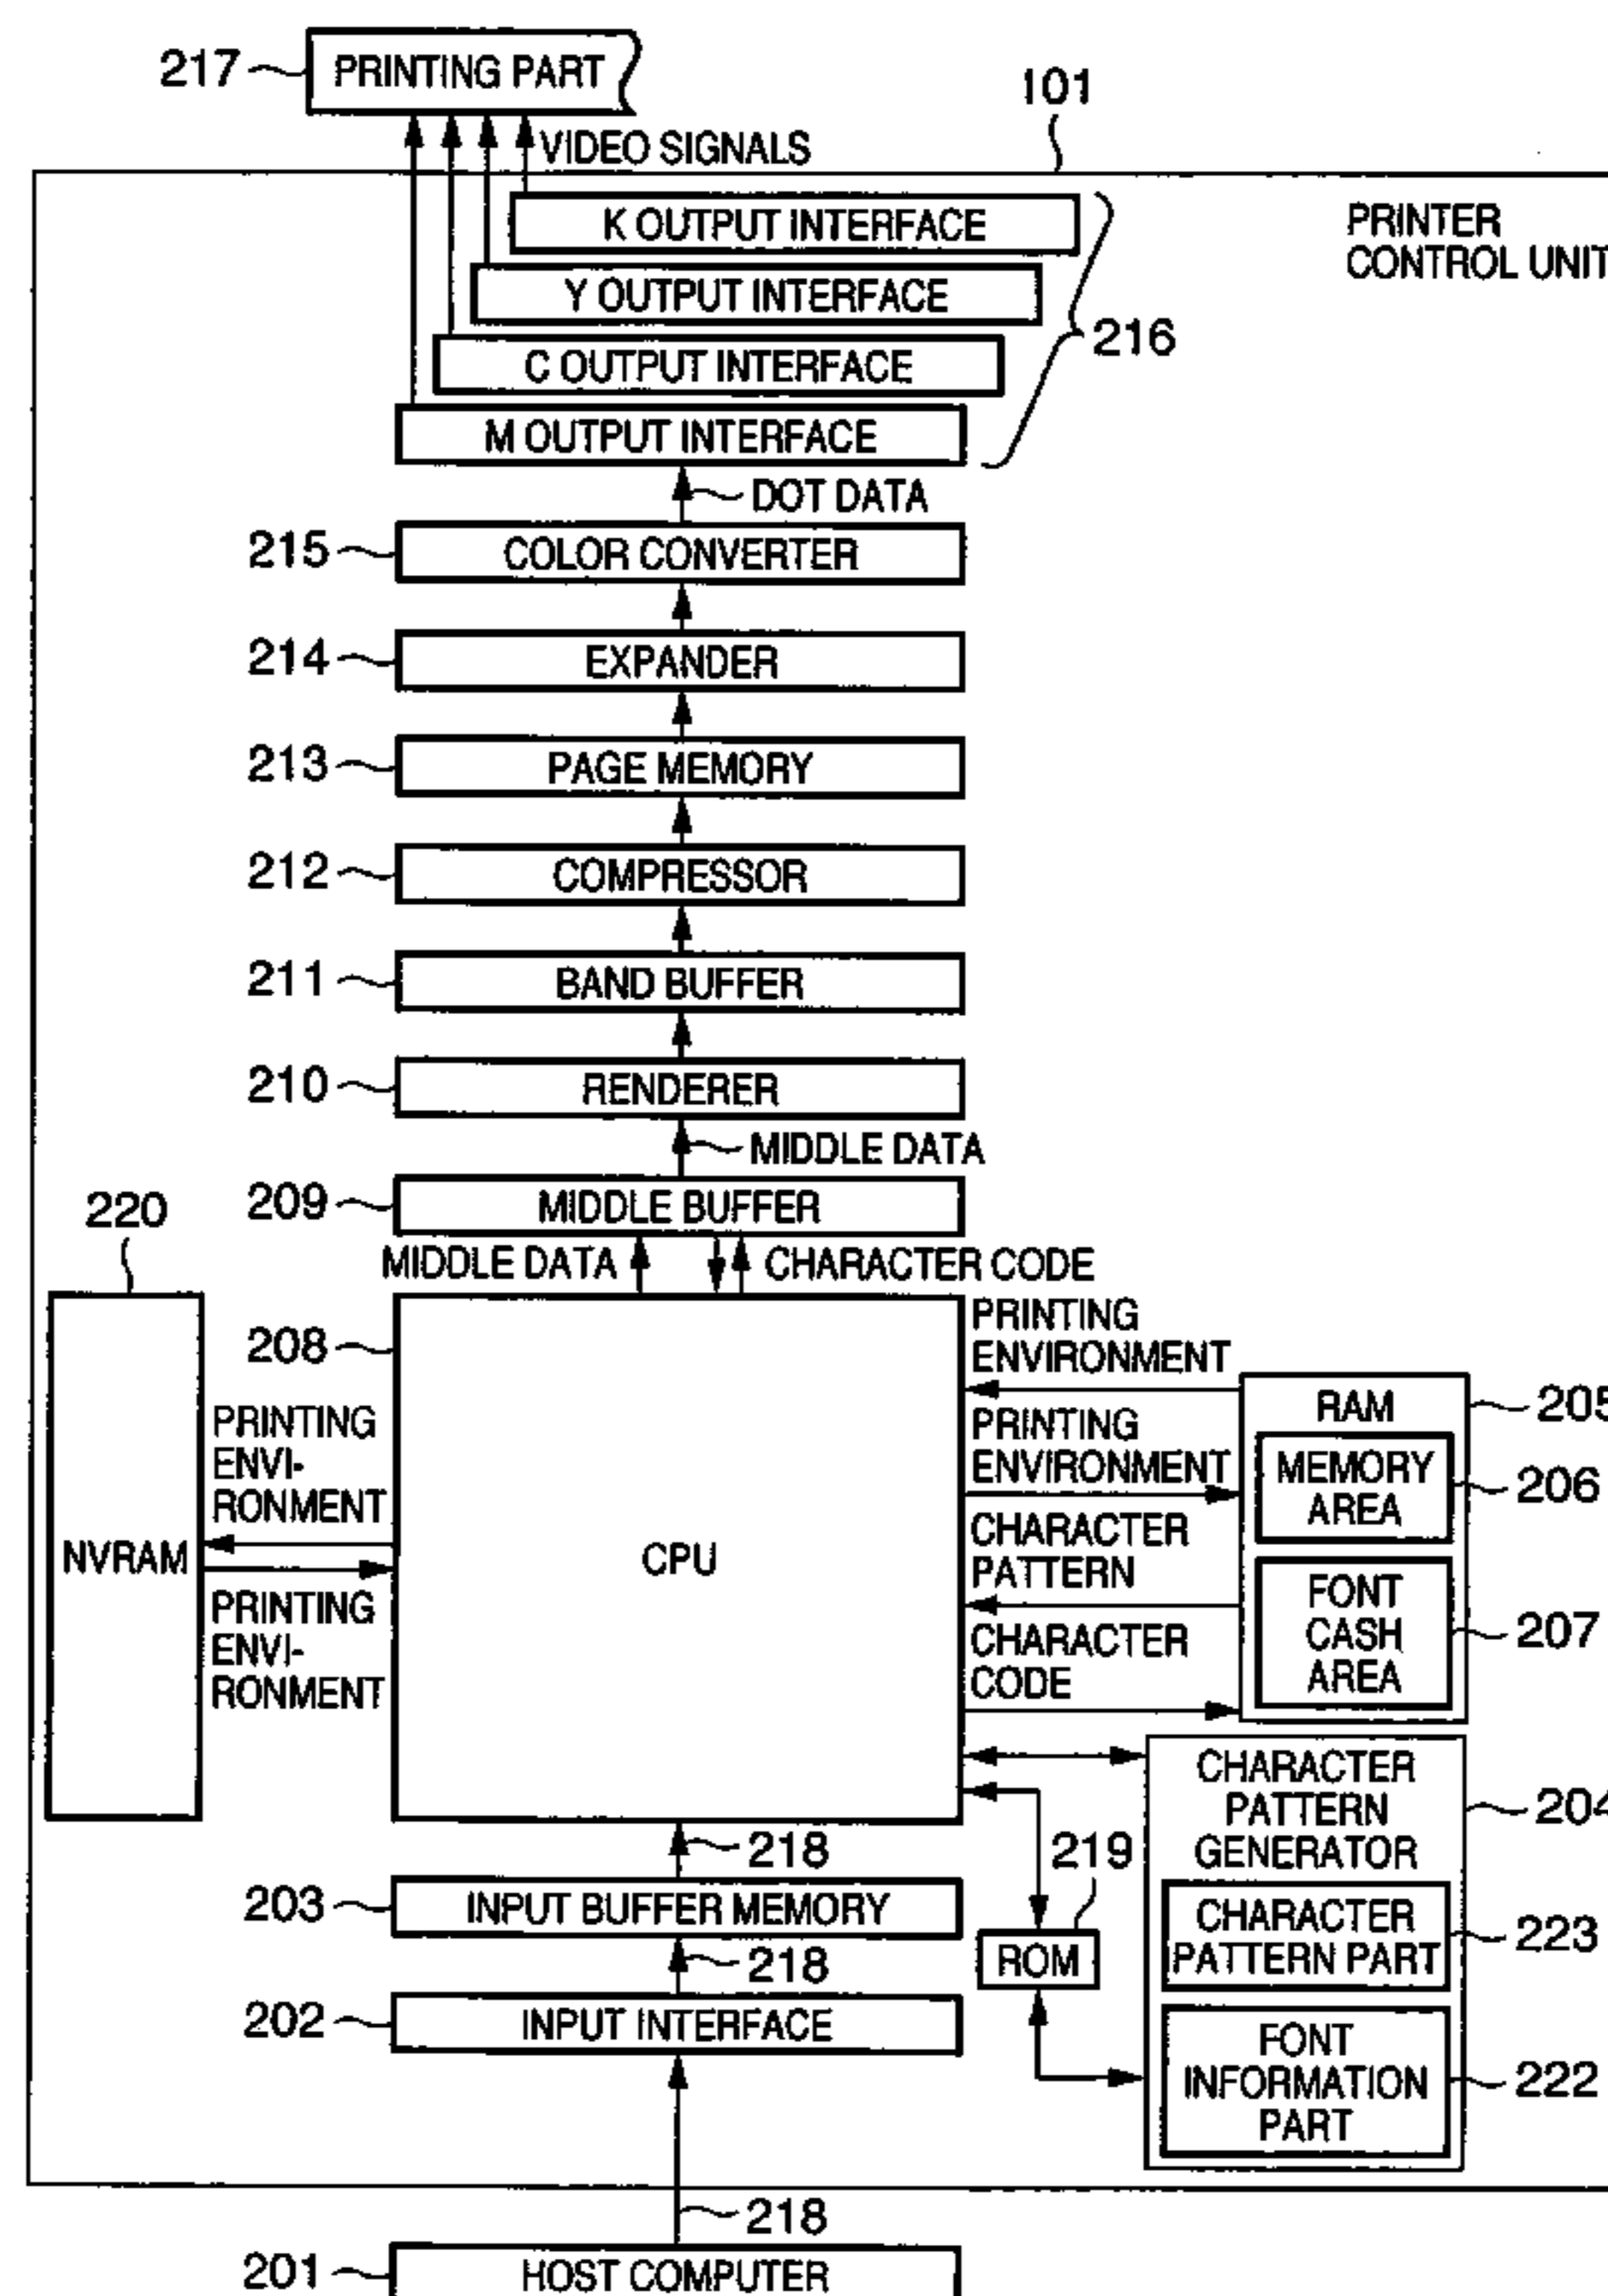 217
PRINTING PART
101
VIDEO SIGNALS
PRINTER
CONTROL UNIT
K OUTPUT INTERFACE
Y OUTPUT INTERFACE
C OUTPUT INTERFACE
M OUTPUT INTERFACE
216
DOT DATA
215
COLOR CONVERTER
214
EXPANDER
213
PAGE MEMORY
212
COMPRESSOR
211
BAND BUFFER
210
RENDERER
MIDDLE DATA
209
MIDDLE BUFFER
220
MIDDLE DATA
CHARACTER CODE
208
CPU
NVRAM
PRINTING
ENVI-
RONMENT
PRINTING
ENVI-
RONMENT
PRINTING
ENVIRONMENT
PRINTING
ENVIRONMENT
CHARACTER
PATTERN
CHARACTER
CODE
RAM
205
MEMORY
AREA
206
FONT
CASH
AREA
207
CHARACTER
PATTERN
GENERATOR
204
CHARACTER
PATTERN PART
223
FONT
INFORMATION
PART
222
219
ROM
218
203
INPUT BUFFER MEMORY
218
202
INPUT INTERFACE
218
201
HOST COMPUTER